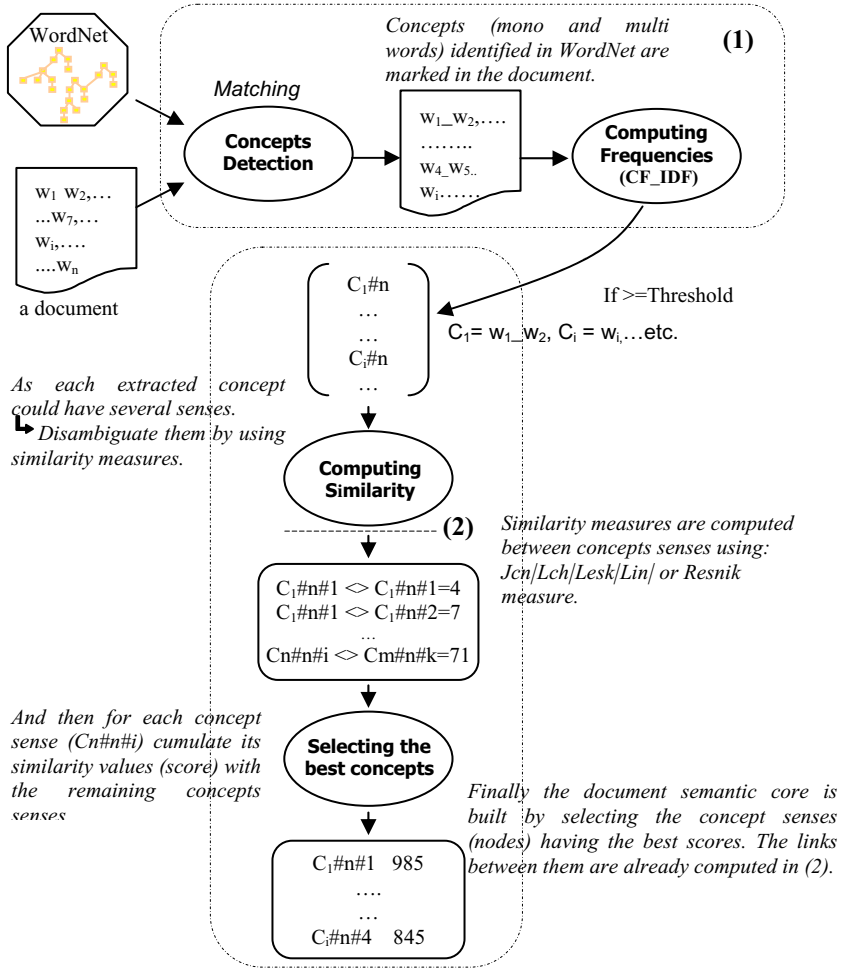 WordNet
Concepts (mono and multi
words) identified in WordNet are
marked in the document.
(1)
Matching
Concepts
Detection
w₁_w₂,….
……..
w₄_w₅..
wᵢ……
Computing
Frequencies
(CF_IDF)
w₁ w₂,…
...w₇,…
wᵢ,….
....wₙ
a document
C₁#n
…
…
Cᵢ#n
…
If >=Threshold
C₁= w₁_w₂, Cᵢ = wᵢ,…etc.
As each extracted concept
could have several senses.
Disambiguate them by using
similarity measures.
Computing
Similarity
(2)
Similarity measures are computed
between concepts senses using:
Jcn|Lch|Lesk|Lin| or Resnik
measure.
C₁#n#1 <> C₁#n#1=4
C₁#n#1 <> C₁#n#2=7
...
Cn#n#i <> Cm#n#k=71
And then for each concept
sense (Cn#n#i) cumulate its
similarity values (score) with
the remaining concepts
senses
Selecting the
best concepts
Finally the document semantic core is
built by selecting the concept senses
(nodes) having the best scores. The links
between them are already computed in (2).
C₁#n#1 985
….
…
Cᵢ#n#4 845